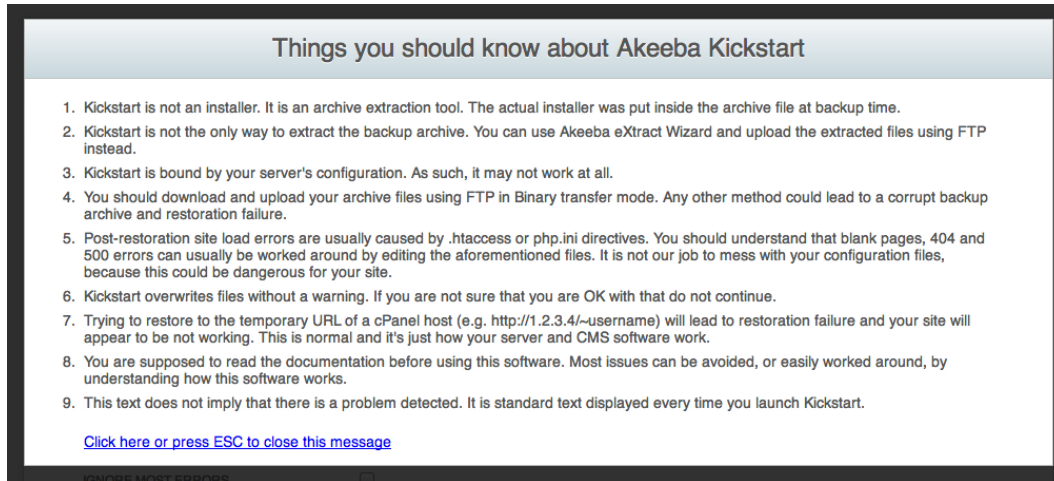 Things you should know about Akeeba Kickstart
1. Kickstart is not an installer. It is an archive extraction tool. The actual installer was put inside the archive file at backup time.
2. Kickstart is not the only way to extract the backup archive. You can use Akeeba eXtract Wizard and upload the extracted files using FTP
instead.
3. Kickstart is bound by your server's configuration. As such, it may not work at all.
4. You should download and upload your archive files using FTP in Binary transfer mode. Any other method could lead to a corrupt backup
archive and restoration failure.
5. Post-restoration site load errors are usually caused by .htaccess or php.ini directives. You should understand that blank pages, 404 and
500 errors can usually be worked around by editing the aforementioned files. It is not our job to mess with your configuration files,
because this could be dangerous for your site.
6. Kickstart overwrites files without a warning. If you are not sure that you are OK with that do not continue.
7. Trying to restore to the temporary URL of a cPanel host (e.g. http://1.2.3.4/~username) will lead to restoration failure and your site will
appear to be not working. This is normal and it's just how your server and CMS software work.
8. You are supposed to read the documentation before using this software. Most issues can be avoided, or easily worked around, by
understanding how this software works.
9. This text does not imply that there is a problem detected. It is standard text displayed every time you launch Kickstart.
Click here or press ESC to close this message
IGNORE MOST ERRORS